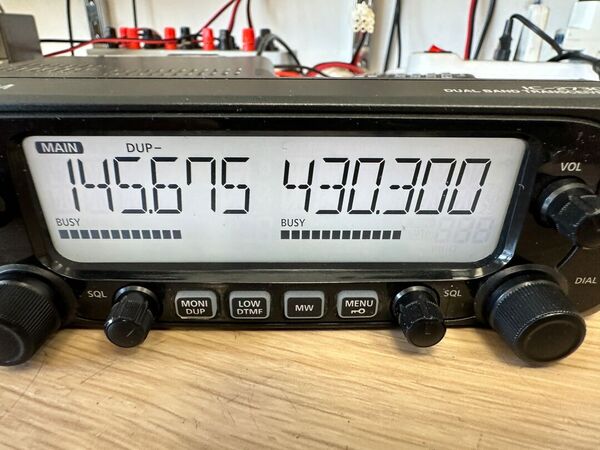 DUAL BAND TRANSCEIVER
MAIN DUP–
145.675 430.300
BUSY BUSY
VOL
DIAL
SQL SQL
MONI DUP
LOW DTMF
MW
MENU